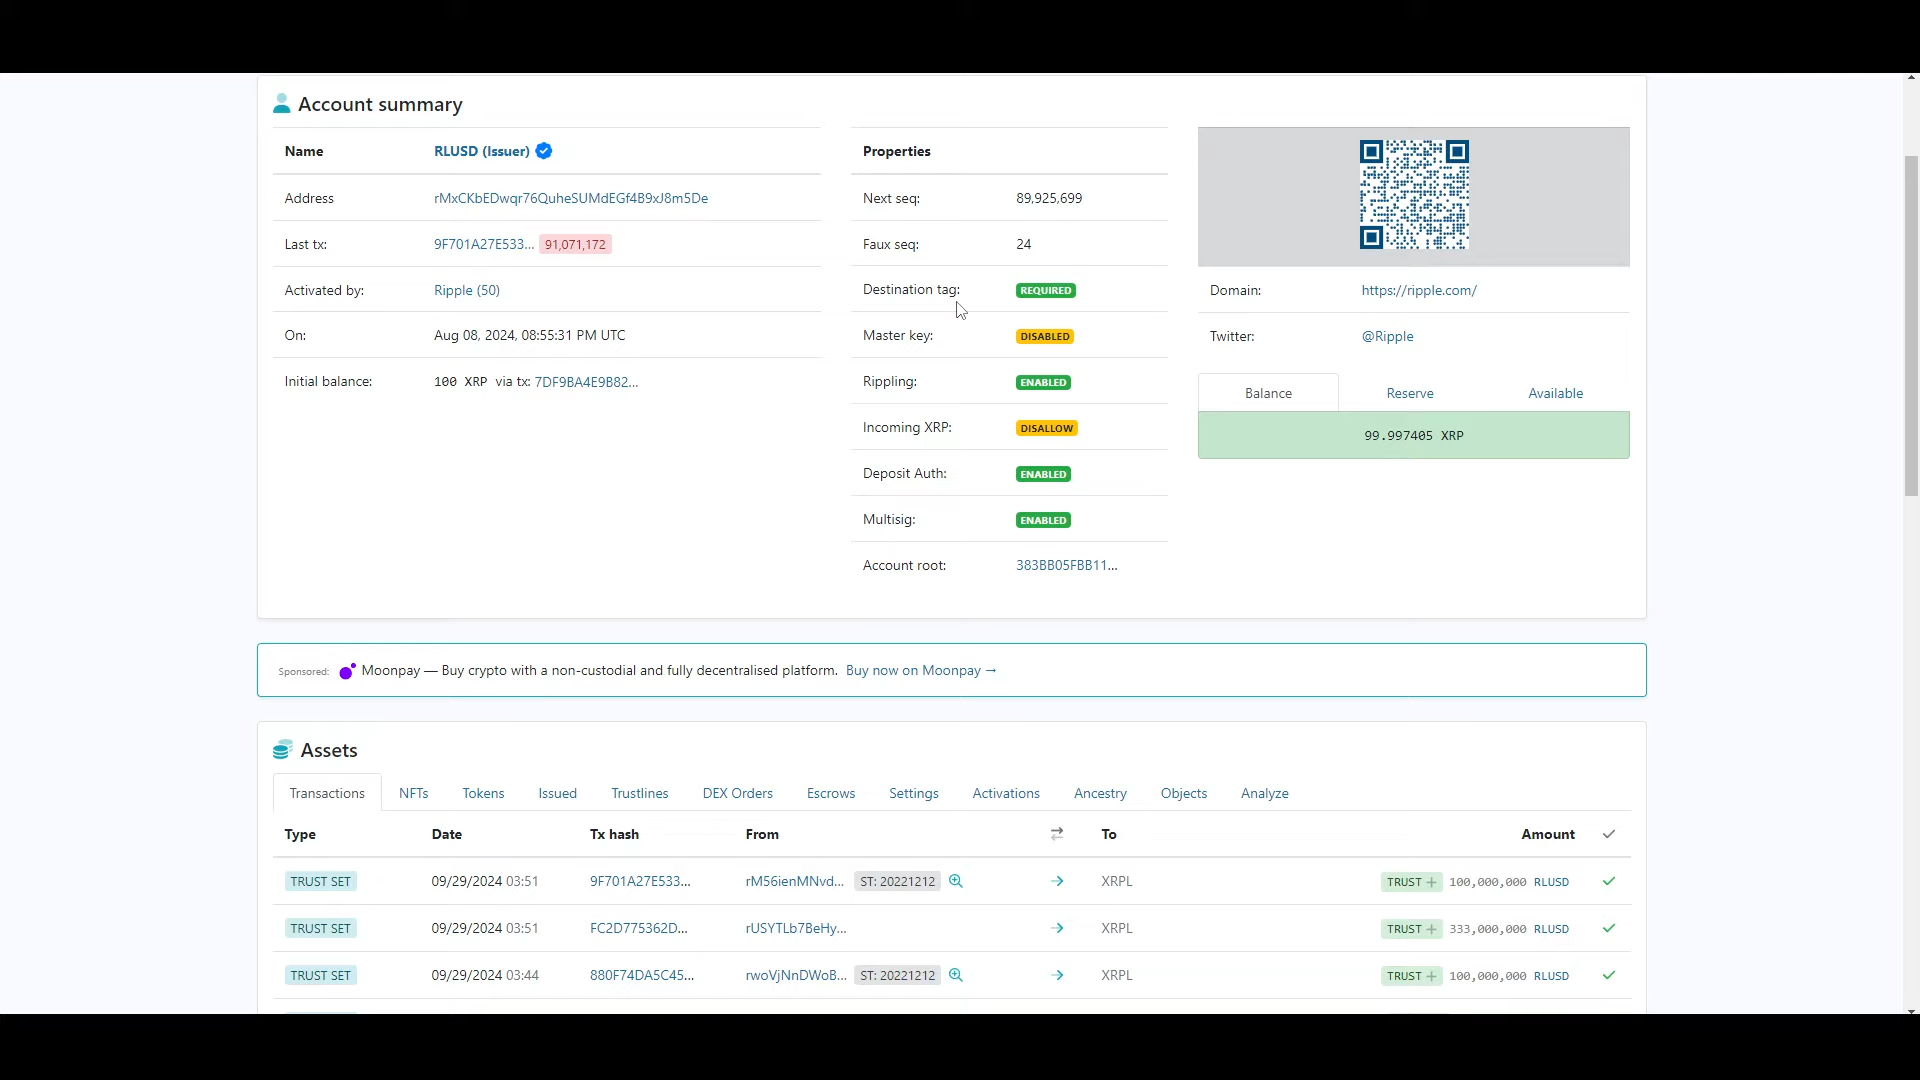 Account summary
Name RLUSD (Issuer)
Address rMxCKbEDwqr76QuheSUMdEGf4B9xJ8m5De
Last tx: 9F701A27E533... 91,071,172
Activated by: Ripple (50)
On: Aug 08, 2024, 08:55:31 PM UTC
Initial balance: 100 XRP via tx: 7DF9BA4E9B82...
Properties
Next seq: 89,925,699
Faux seq: 24
Destination tag: REQUIRED
Master key: DISABLED
Rippling: ENABLED
Incoming XRP: DISALLOW
Deposit Auth: ENABLED
Multisig: ENABLED
Account root: 383BB05FBB11...
Domain: https://ripple.com/
Twitter: @Ripple
Balance Reserve Available
99.997405 XRP
Sponsored: Moonpay — Buy crypto with a non-custodial and fully decentralised platform. Buy now on Moonpay →
Assets
Transactions NFTs Tokens Issued Trustlines DEX Orders Escrows Settings Activations Ancestry Objects Analyze
Type Date Tx hash From To Amount
TRUST SET 09/29/2024 03:51 9F701A27E533... rM56ienMNvd... ST: 20221212 XRPL TRUST + 100,000,000 RLUSD
TRUST SET 09/29/2024 03:51 FC2D775362D... rUSYTLb7BeHy... XRPL TRUST + 333,000,000 RLUSD
TRUST SET 09/29/2024 03:44 880F74DA5C45... rwoVjNnDWoB... ST: 20221212 XRPL TRUST + 100,000,000 RLUSD